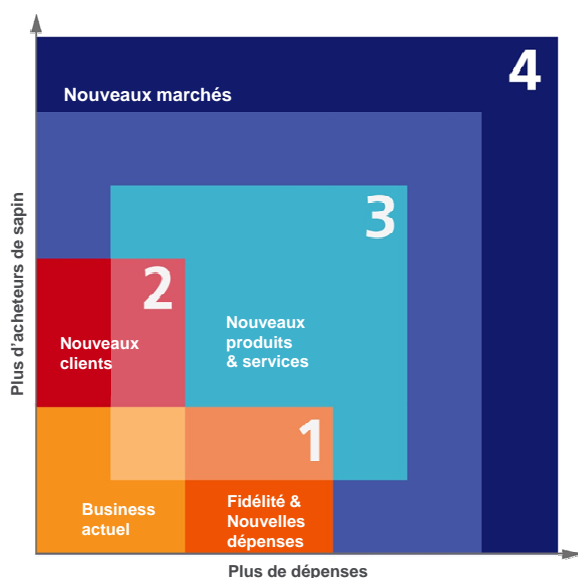 4
Nouveaux marchés
3
Plus d’acheteurs de sapin
2
Nouveaux
clients
Nouveaux
produits
& services
1
Business
actuel
Fidélité &
Nouvelles
dépenses
Plus de dépenses